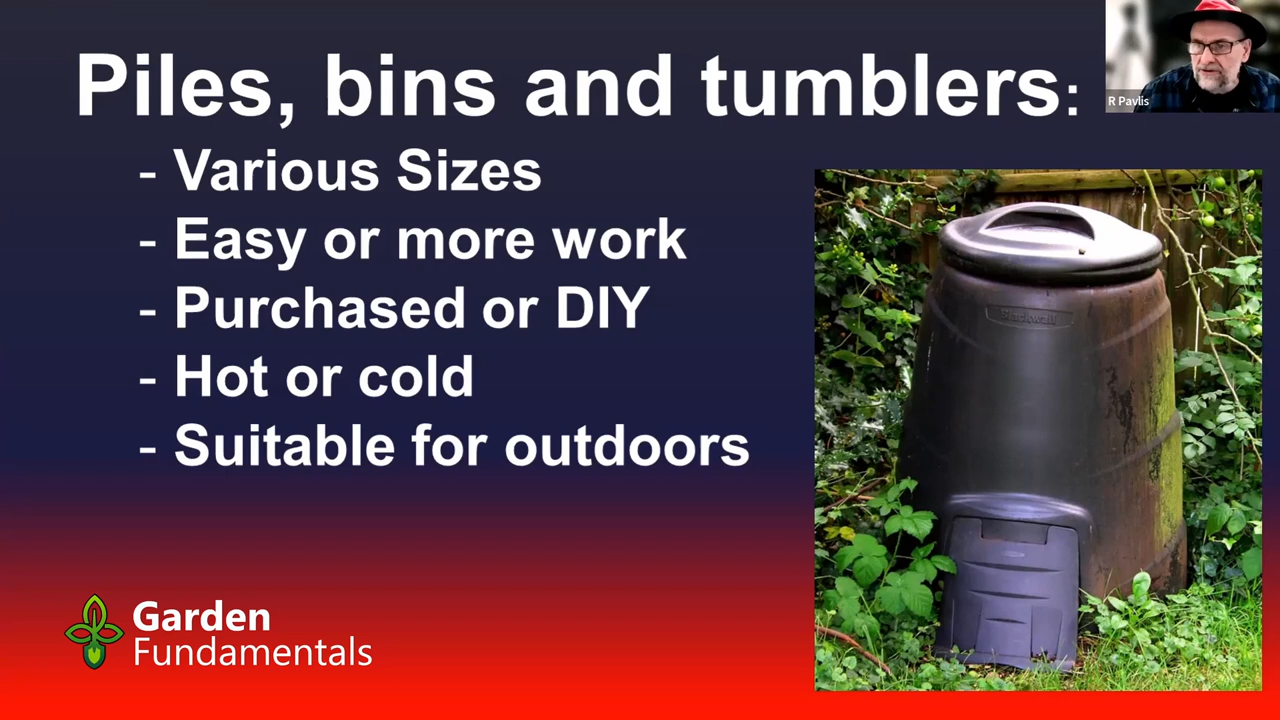 Piles, bins and tumblers:
- Various Sizes
- Easy or more work
- Purchased or DIY
- Hot or cold
- Suitable for outdoors
R Pavlis
Blackwall
Garden
Fundamentals